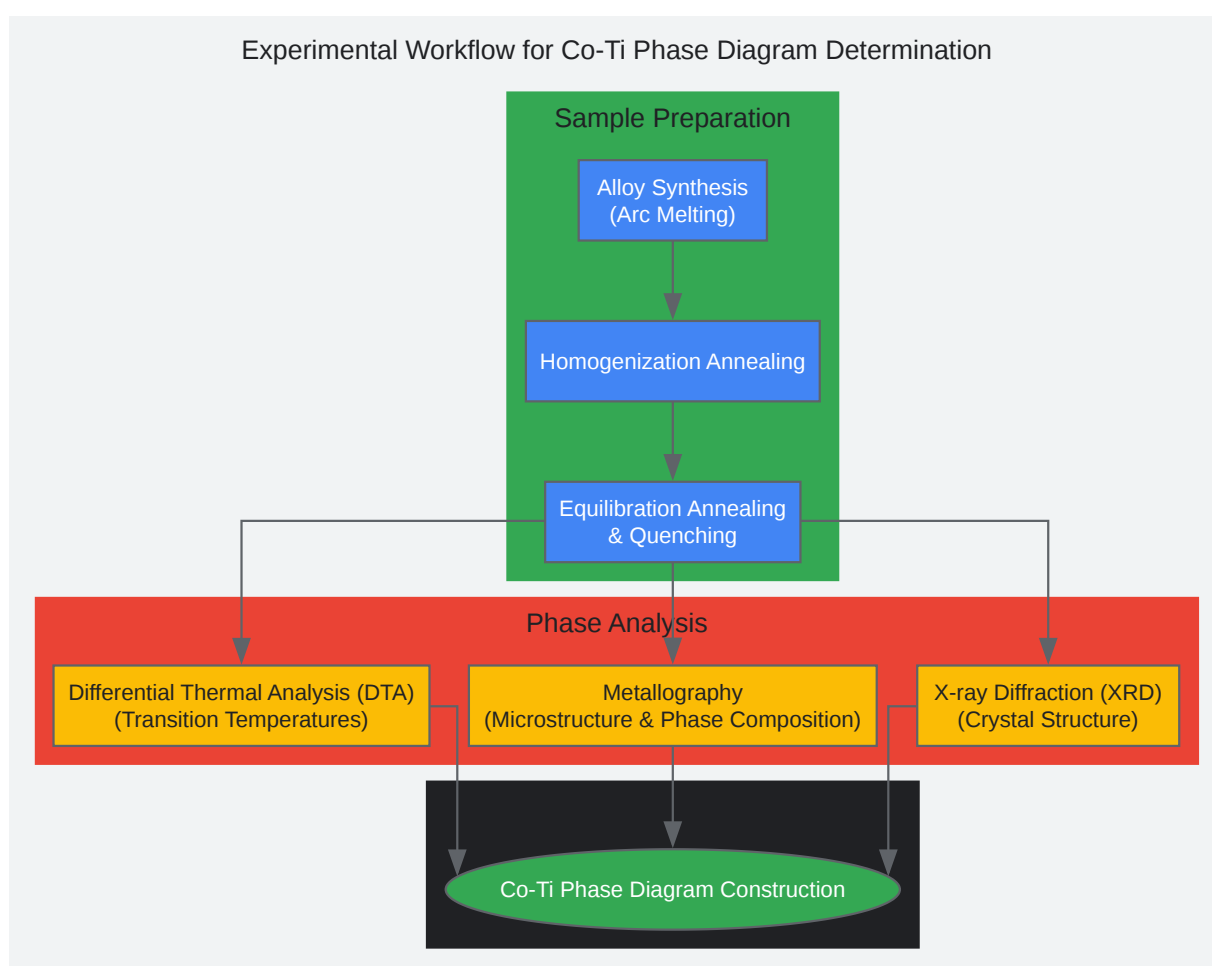 Experimental Workflow for Co-Ti Phase Diagram Determination
Sample Preparation
Alloy Synthesis
(Arc Melting)
Homogenization Annealing
Equilibration Annealing
& Quenching
Phase Analysis
Differential Thermal Analysis (DTA)
(Transition Temperatures)
Metallography
(Microstructure & Phase Composition)
X-ray Diffraction (XRD)
(Crystal Structure)
Co-Ti Phase Diagram Construction